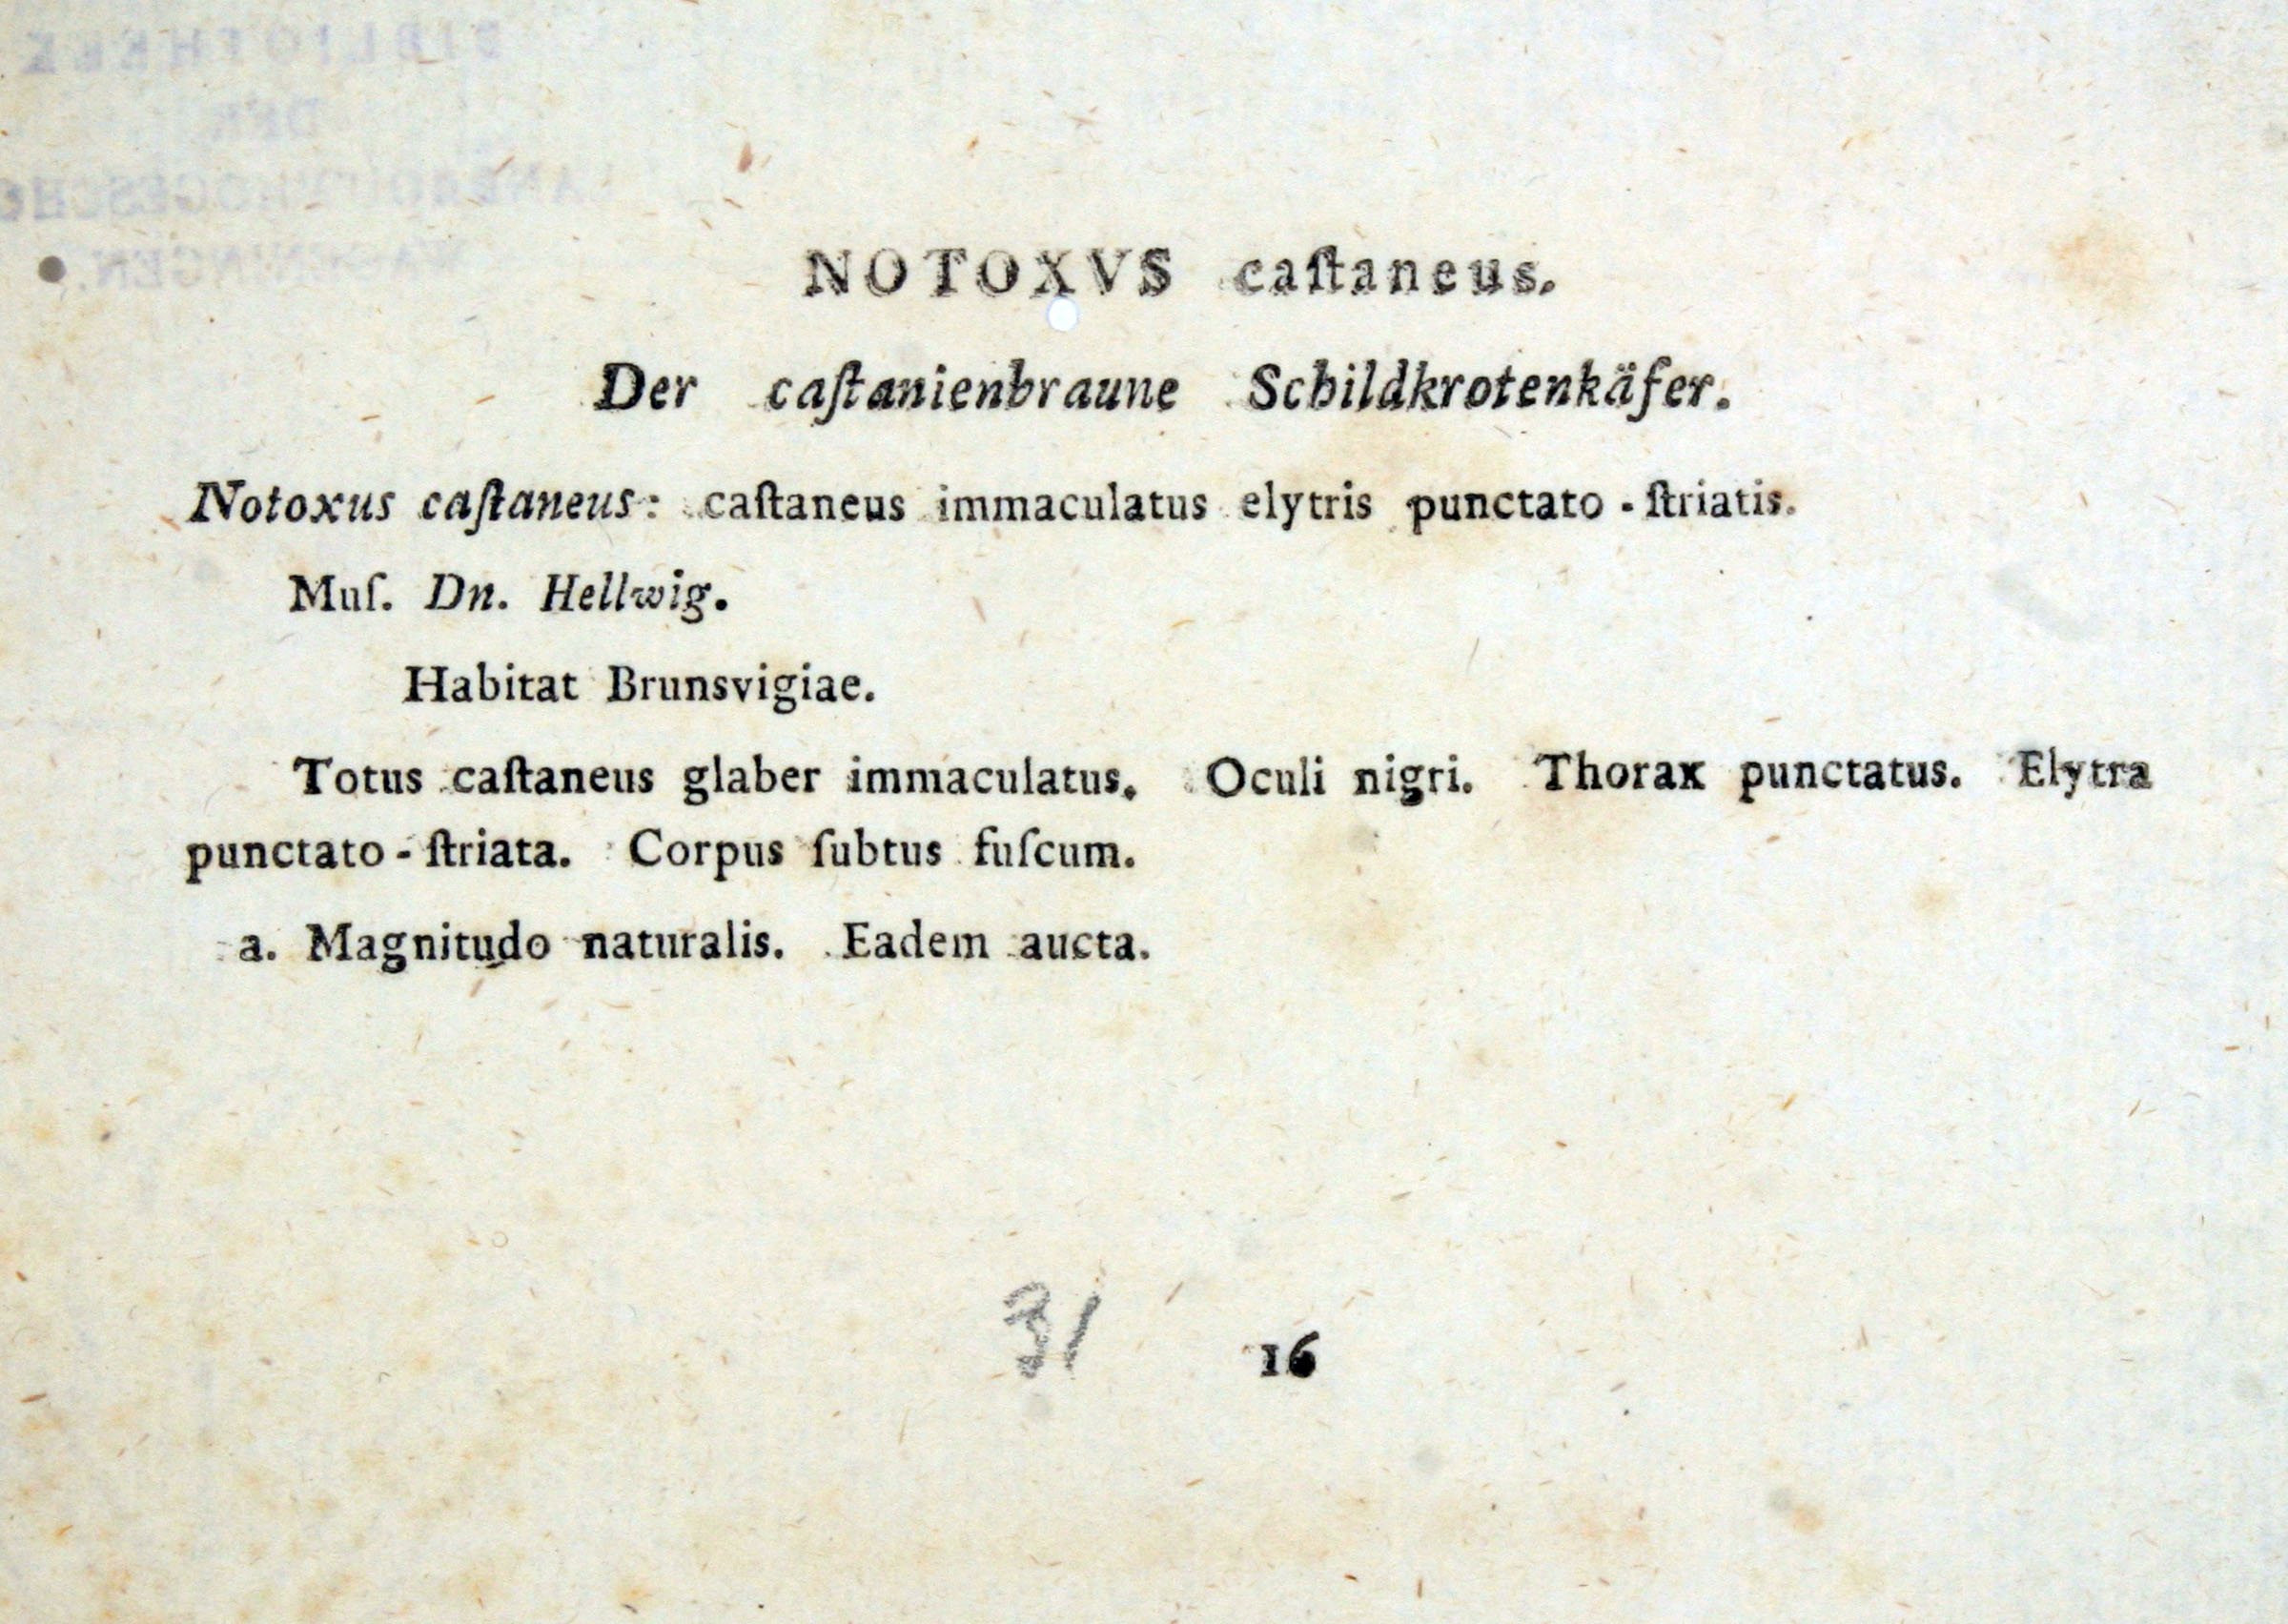 NOTOXVS caſtaneus.
Der caſtanienbraune Schildkrotenkäfer.
Notoxus caſtaneus: caſtaneus immaculatus elytris punctato-ſtriatis.
Muſ. Dn. Hellwig.
Habitat Brunsvigiae.
Totus caſtaneus glaber immaculatus. Oculi nigri. Thorax punctatus. Elytra
punctato-ſtriata. Corpus ſubtus fuſcum.
a. Magnitudo naturalis. Eadem aucta.
31 16